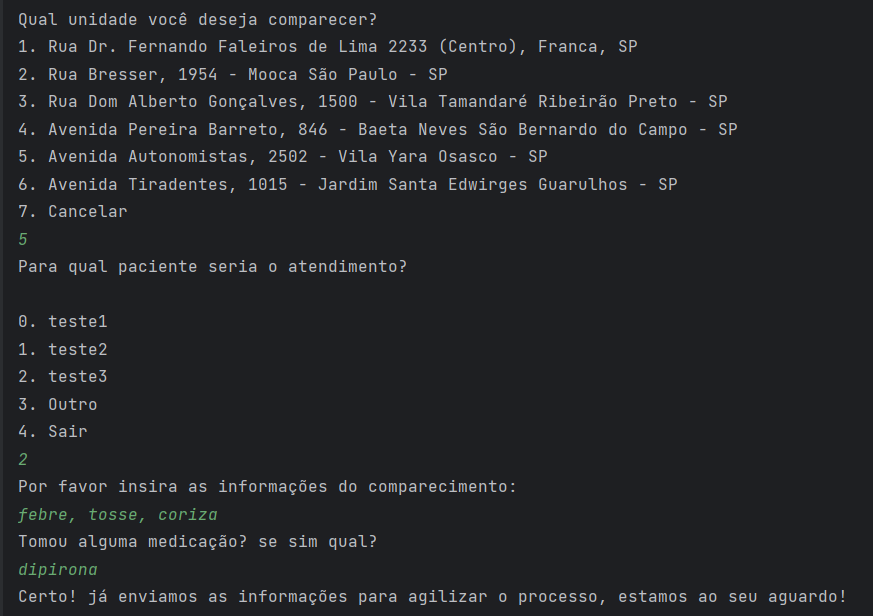 Qual unidade você deseja comparecer?
1. Rua Dr. Fernando Faleiros de Lima 2233 (Centro), Franca, SP
2. Rua Bresser, 1954 - Mooca São Paulo - SP
3. Rua Dom Alberto Gonçalves, 1500 - Vila Tamandaré Ribeirão Preto - SP
4. Avenida Pereira Barreto, 846 - Baeta Neves São Bernardo do Campo - SP
5. Avenida Autonomistas, 2502 - Vila Yara Osasco - SP
6. Avenida Tiradentes, 1015 - Jardim Santa Edwirges Guarulhos - SP
7. Cancelar
5
Para qual paciente seria o atendimento?
0. teste1
1. teste2
2. teste3
3. Outro
4. Sair
2
Por favor insira as informações do comparecimento:
febre, tosse, coriza
Tomou alguma medicação? se sim qual?
dipirona
Certo! já enviamos as informações para agilizar o processo, estamos ao seu aguardo!